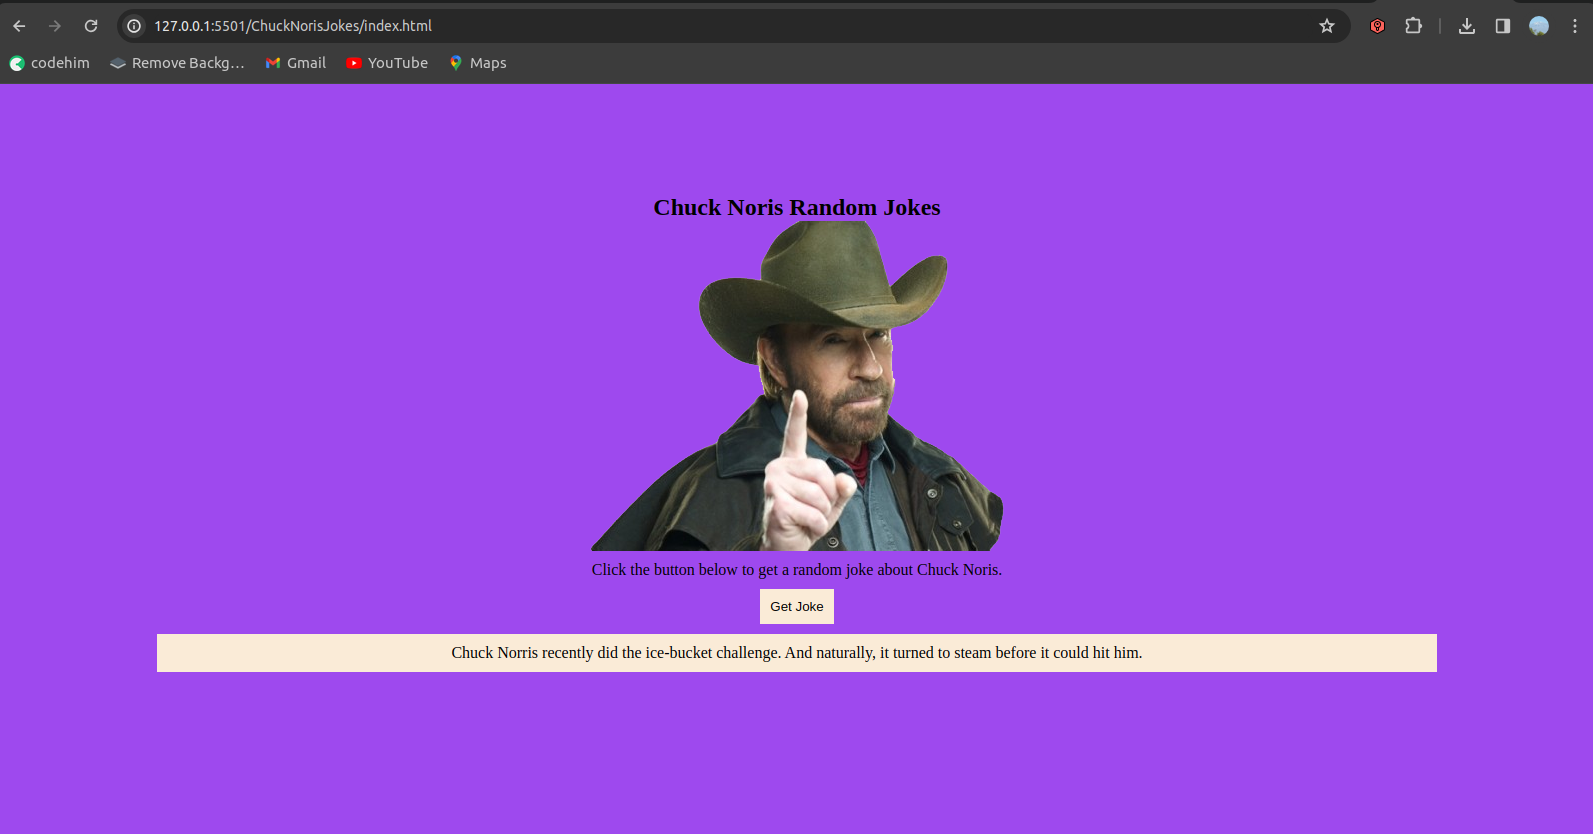 127.0.0.1:5501/ChuckNorisJokes/index.html
codehim Remove Backg... Gmail YouTube Maps
Chuck Noris Random Jokes
Click the button below to get a random joke about Chuck Noris.
Get Joke
Chuck Norris recently did the ice-bucket challenge. And naturally, it turned to steam before it could hit him.